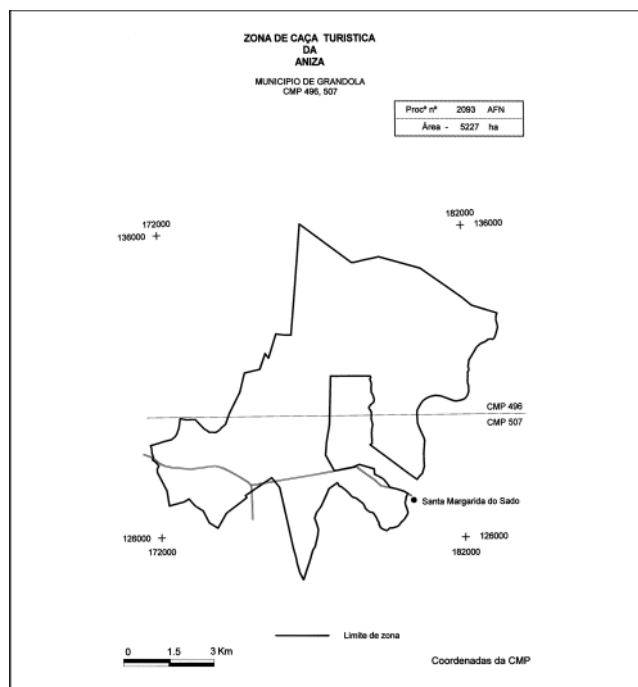 ZONA DE CAÇA TURISTICA
DA
ANIZA
MUNICIPIO DE GRANDOLA
CMP 496, 507
Procº nº 2093 AFN
Área - 5227 ha
172000
136000
182000
136000
CMP 496
CMP 507
Santa Margarida do Sado
126000
172000
126000
182000
Limite de zona
0 1.5 3 Km
Coordenadas da CMP